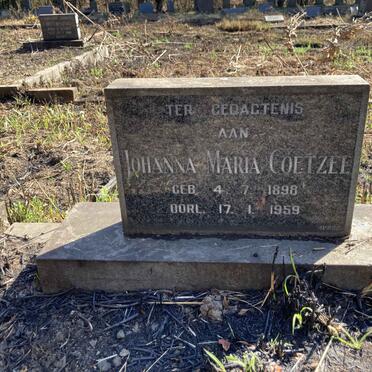 TER GEDAGTENIS
AAN
JOHANNA MARIA COETZEE
GEB. 4. 7. 1898
OORL. 17. 1. 1959